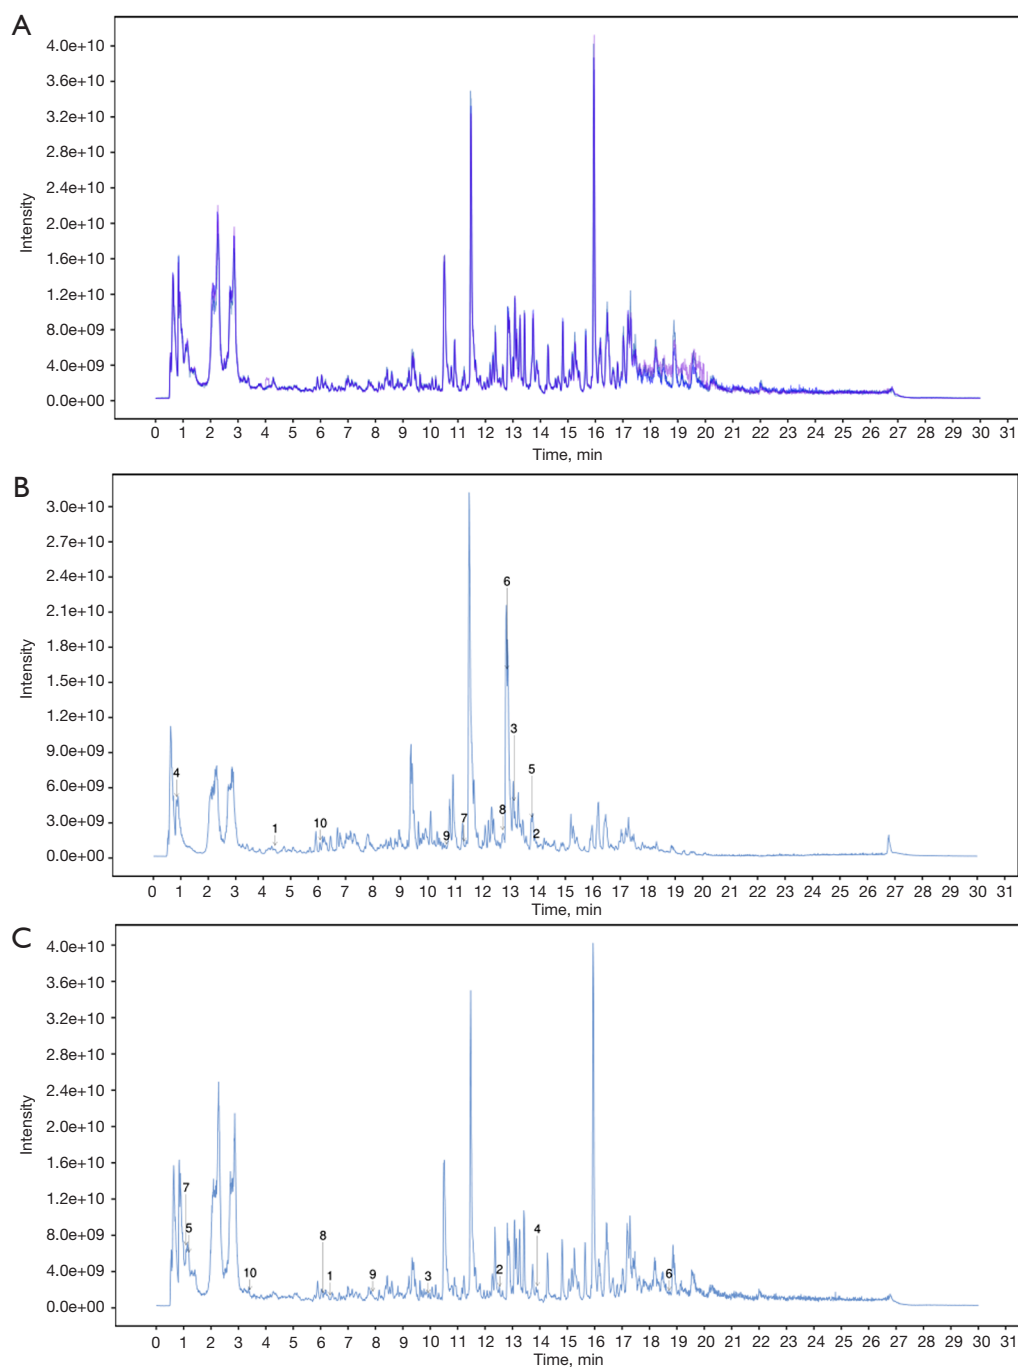 A
4.0e+10
3.6e+10
3.2e+10
2.8e+10
2.4e+10
2.0e+10
1.6e+10
1.2e+10
8.0e+09
4.0e+09
0.0e+00
Intensity
0 1 2 3 4 5 6 7 8 9 10 11 12 13 14 15 16 17 18 19 20 21 22 23 24 25 26 27 28 29 30 31
Time, min
B
3.0e+10
2.7e+10
2.4e+10
2.1e+10
1.8e+10
1.5e+10
1.2e+10
9.0e+09
6.0e+09
3.0e+09
0.0e+00
Intensity
6
3
4
5
8
7
1
10
9
2
0 1 2 3 4 5 6 7 8 9 10 11 12 13 14 15 16 17 18 19 20 21 22 23 24 25 26 27 28 29 30 31
Time, min
C
4.0e+10
3.6e+10
3.2e+10
2.8e+10
2.4e+10
2.0e+10
1.6e+10
1.2e+10
8.0e+09
4.0e+09
0.0e+00
Intensity
7
5
8
4
10
1
9
3
2
6
0 1 2 3 4 5 6 7 8 9 10 11 12 13 14 15 16 17 18 19 20 21 22 23 24 25 26 27 28 29 30 31
Time, min